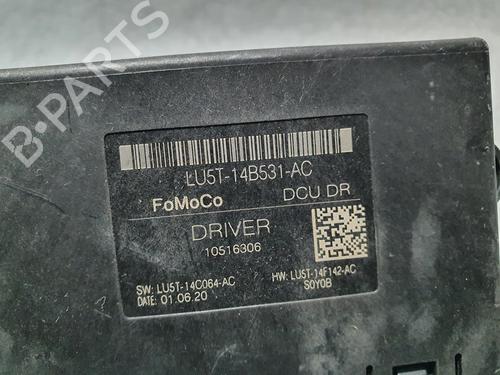 B-PARTS
LU5T-14B531-AC
FoMoCo DCU DR
DRIVER
10516306
SW: LU5T-14C064-AC HW: LU5T-14F142-AC
DATE: 01.06.20 S0Y0B